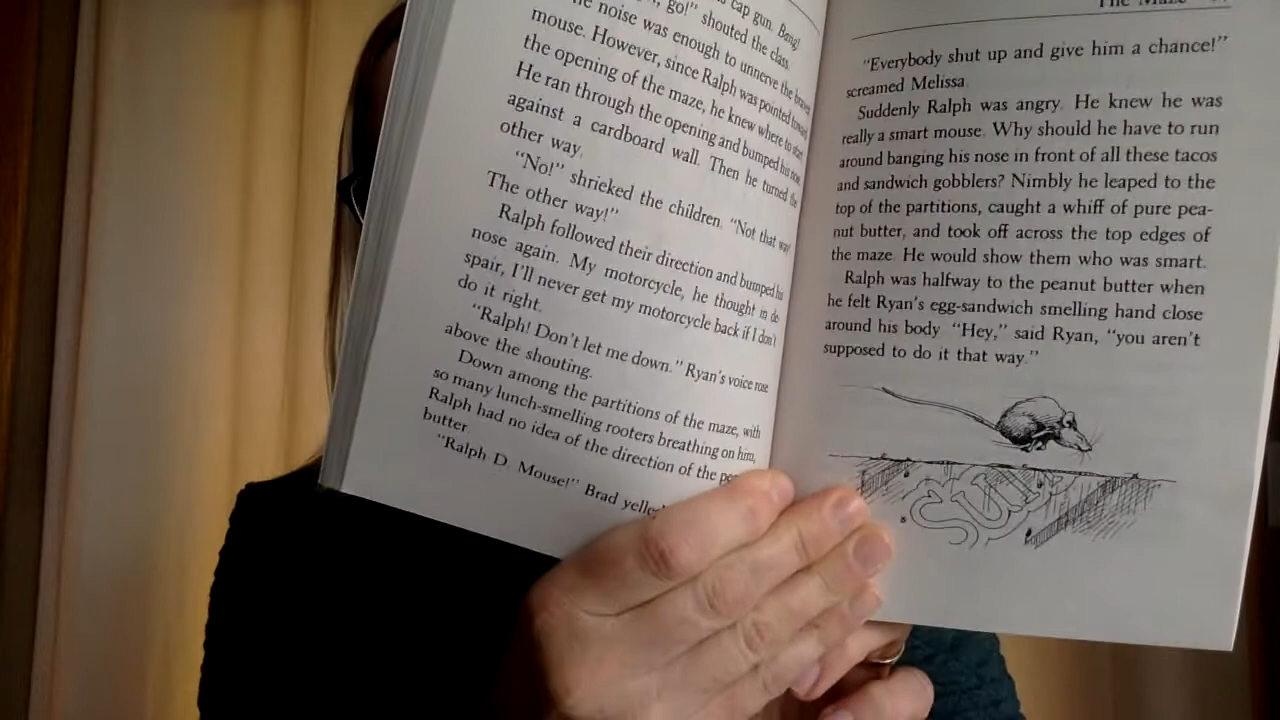 cap gun. Bang!
go!" shouted the class.
noise was enough to unnerve the
mouse. However, since Ralph was pointed toward
the opening of the maze, he knew where to start.
He ran through the opening and bumped his nose
against a cardboard wall. Then he turned the
other way.
"No!" shrieked the children. "Not that way!
The other way!"
Ralph followed their direction and bumped his
nose again. My motorcycle, he thought in de-
spair, I'll never get my motorcycle back if I don't
do it right.
"Ralph! Don't let me down." Ryan's voice rose
above the shouting.
Down among the partitions of the maze, with
so many lunch-smelling rooters breathing on him,
Ralph had no idea of the direction of the
butter
"Ralph D. Mouse!" Brad
The Maze
"Everybody shut up and give him a chance!"
screamed Melissa.
Suddenly Ralph was angry. He knew he was
really a smart mouse. Why should he have to run
around banging his nose in front of all these tacos
and sandwich gobblers? Nimbly he leaped to the
top of the partitions, caught a whiff of pure pea-
nut butter, and took off across the top edges of
the maze. He would show them who was smart.
Ralph was halfway to the peanut butter when
he felt Ryan's egg-sandwich smelling hand close
around his body "Hey," said Ryan, "you aren't
supposed to do it that way."
SUN